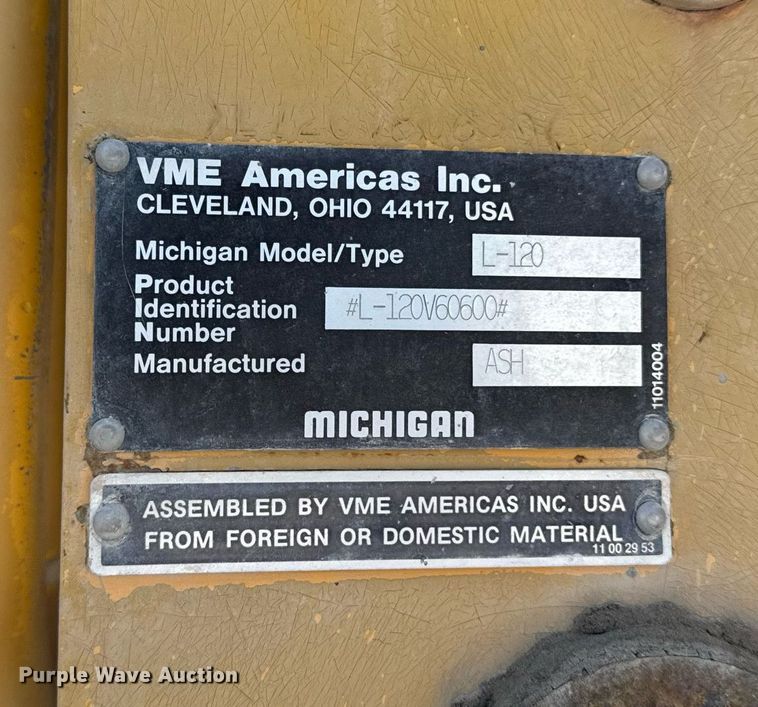 VME Americas Inc.
CLEVELAND, OHIO 44117, USA
Michigan Model/Type L-120
Product
Identification #L-120V60600#
Number
Manufactured ASH
11014004
MICHIGAN
ASSEMBLED BY VME AMERICAS INC. USA
FROM FOREIGN OR DOMESTIC MATERIAL
11 00 29 53
Purple Wave Auction